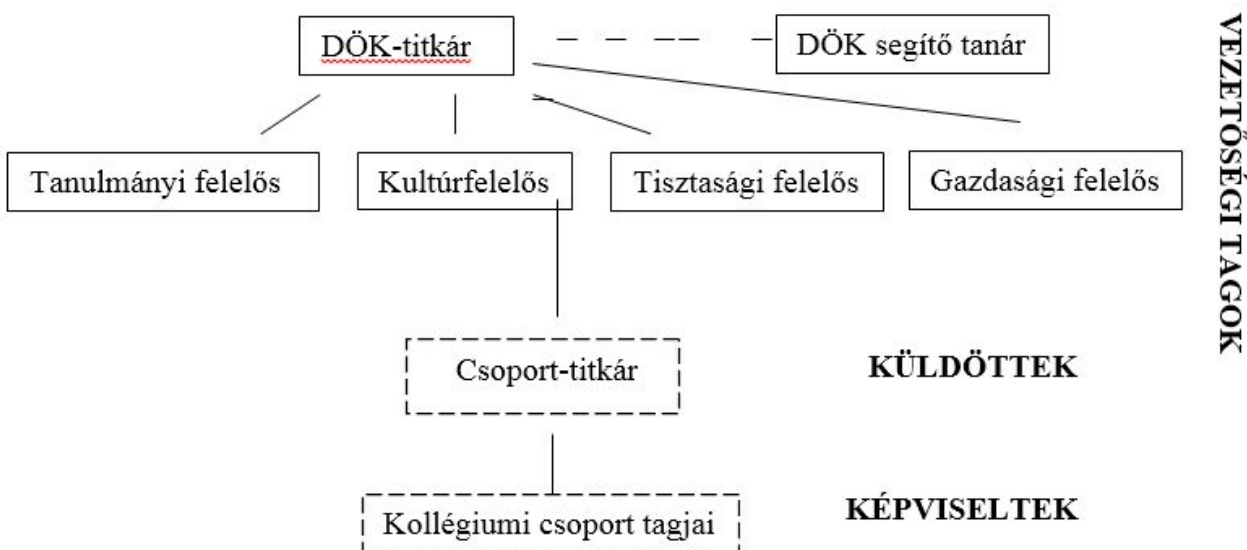 DÖK-titkár
DÖK segítő tanár
Tanulmányi felelős
Kultúrfelelős
Tisztasági felelős
Gazdasági felelős
VEZETŐSÉGI TAGOK
Csoport-titkár
KÜLDÖTTEK
Kollégiumi csoport tagjai
KÉPVISELTEK